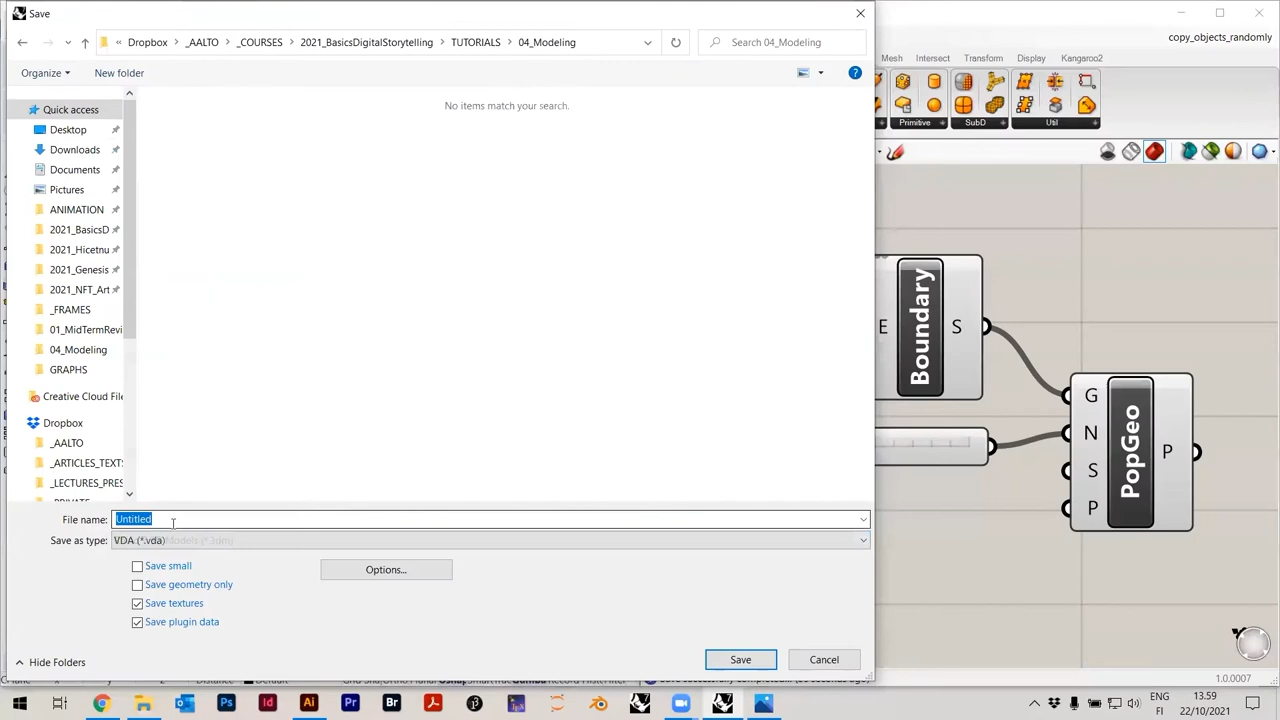 Save
copy_objects_randomly
« Dropbox > _AALTO > _COURSES > 2021_BasicsDigitalStorytelling > TUTORIALS > 04_Modeling
Search 04_Modeling
Mesh Intersect Transform Display Kangaroo2
Organize New folder
No items match your search.
Primitive SubD Util
Quick access
Desktop
Downloads
Documents
Pictures
ANIMATION
2021_BasicsD
2021_Hicetnu
2021_Genesis
2021_NFT_Art
_FRAMES
01_MidTermRevi
04_Modeling
GRAPHS
Creative Cloud File
Dropbox
_AALTO
_ARTICLES_TEXTS
_LECTURES_PRES
E Boundary S
G
N
S
P
PopGeo
P
File name: Untitled
Save as type: VDA (*.vda)
Save small
Save geometry only
Save textures
Save plugin data
Options...
Hide Folders
Save
Cancel
1.0.0007
ENG
FI
13.59
22/10/2021